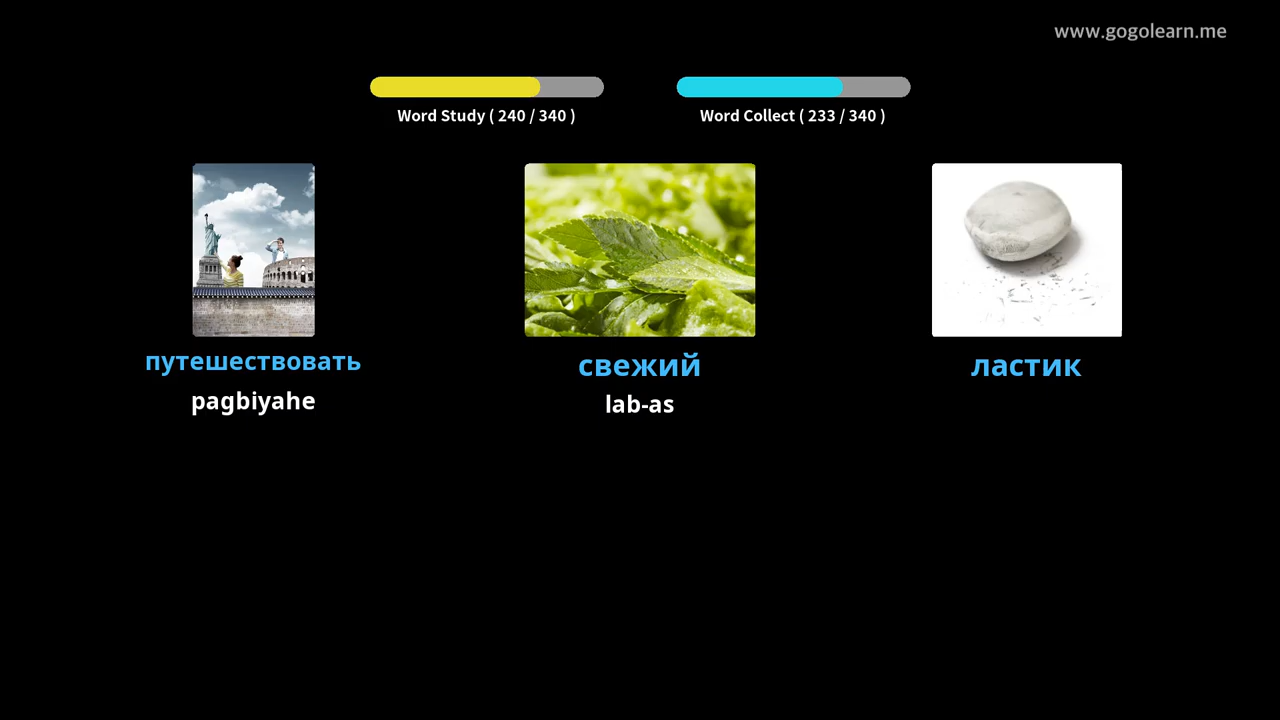 www.gogolearn.me
Word Study ( 240 / 340 )
Word Collect ( 233 / 340 )
путешествовать
pagbiyahe
свежий
lab-as
ластик